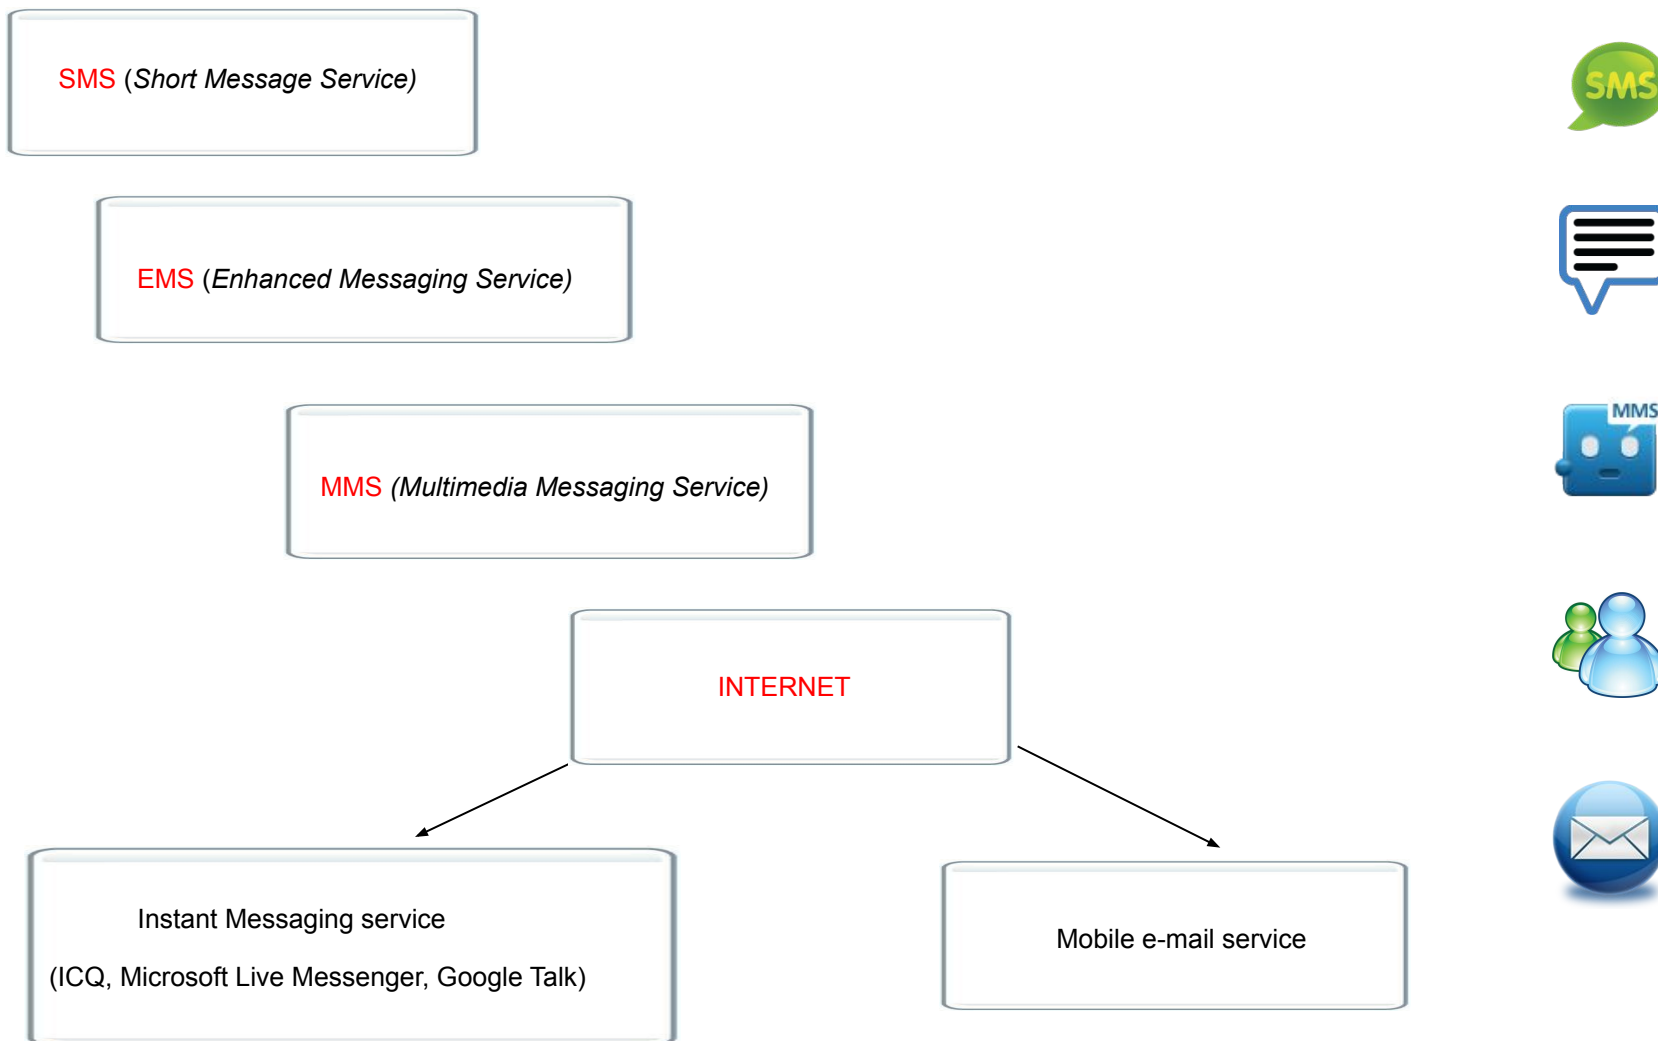 SMS (Short Message Service)
SMS
EMS (Enhanced Messaging Service)
MMS (Multimedia Messaging Service)
MMS
INTERNET
Instant Messaging service
(ICQ, Microsoft Live Messenger, Google Talk)
Mobile e-mail service